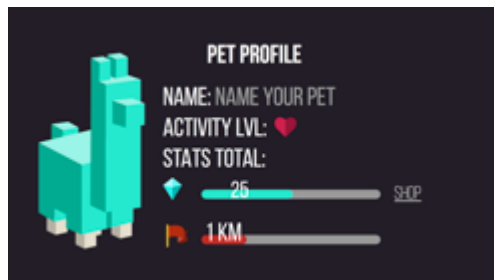 PET PROFILE
NAME: NAME YOUR PET
ACTIVITY LVL:
STATS TOTAL:
25
SHOP
1 KM